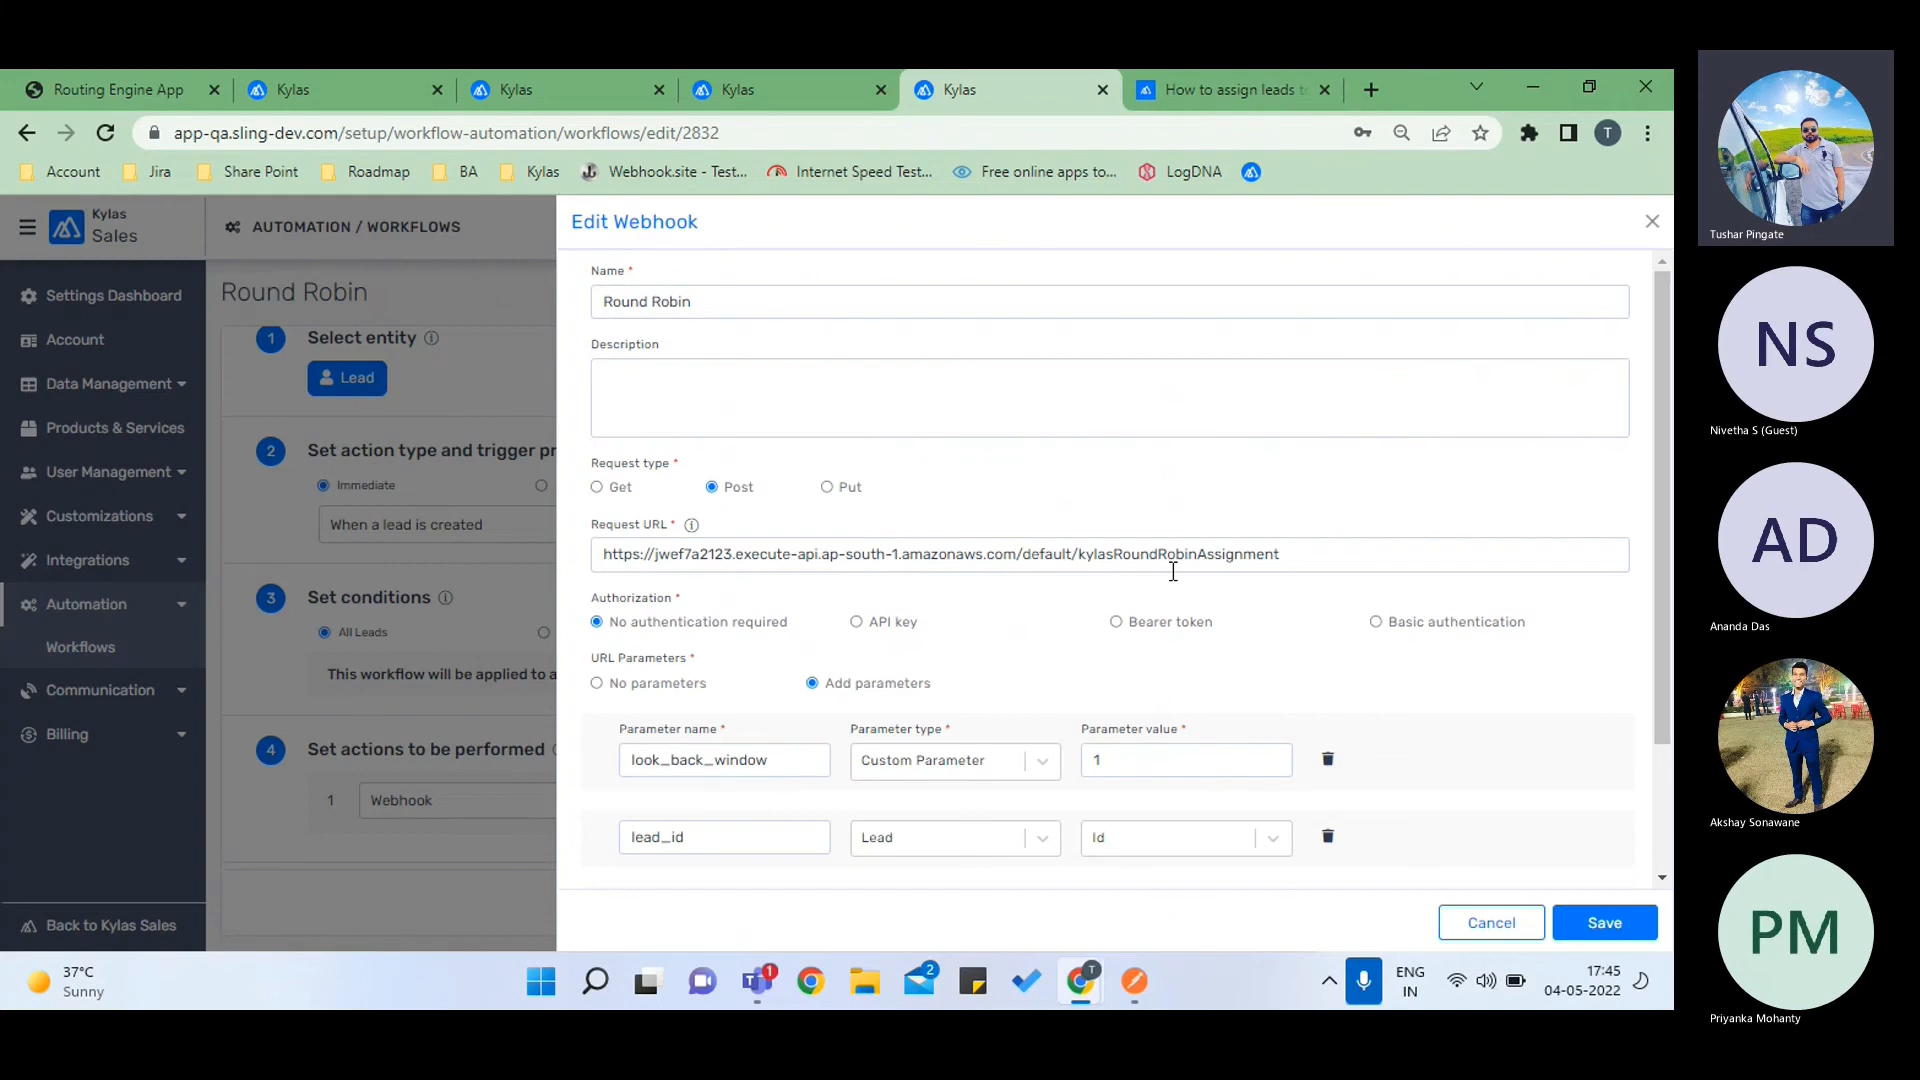 Routing Engine App
Kylas
Kylas
Kylas
Kylas
How to assign leads t
app-qa.sling-dev.com/setup/workflow-automation/workflows/edit/2832
T
Account
Jira
Share Point
Roadmap
BA
Kylas
Webhook.site - Test...
Internet Speed Test...
Free online apps to...
LogDNA
Kylas
Sales
AUTOMATION / WORKFLOWS
Settings Dashboard
Account
Data Management
Products & Services
User Management
Customizations
Integrations
Automation
Workflows
Communication
Billing
Back to Kylas Sales
Round Robin
1
Select entity
Lead
2
Set action type and trigger pr
Immediate
When a lead is created
3
Set conditions
All Leads
This workflow will be applied to a
4
Set actions to be performed
1
Webhook
Edit Webhook
Name *
Round Robin
Description
Request type *
Get
Post
Put
Request URL *
https://jwef7a2123.execute-api.ap-south-1.amazonaws.com/default/kylasRoundRobinAssignment
Authorization *
No authentication required
API key
Bearer token
Basic authentication
URL Parameters *
No parameters
Add parameters
Parameter name *
Parameter type *
Parameter value *
look_back_window
Custom Parameter
1
lead_id
Lead
Id
Cancel
Save
37°C
Sunny
1
2
T
ENG
IN
17:45
04-05-2022
Tushar Pingate
NS
Nivetha S (Guest)
AD
Ananda Das
Akshay Sonawane
PM
Priyanka Mohanty